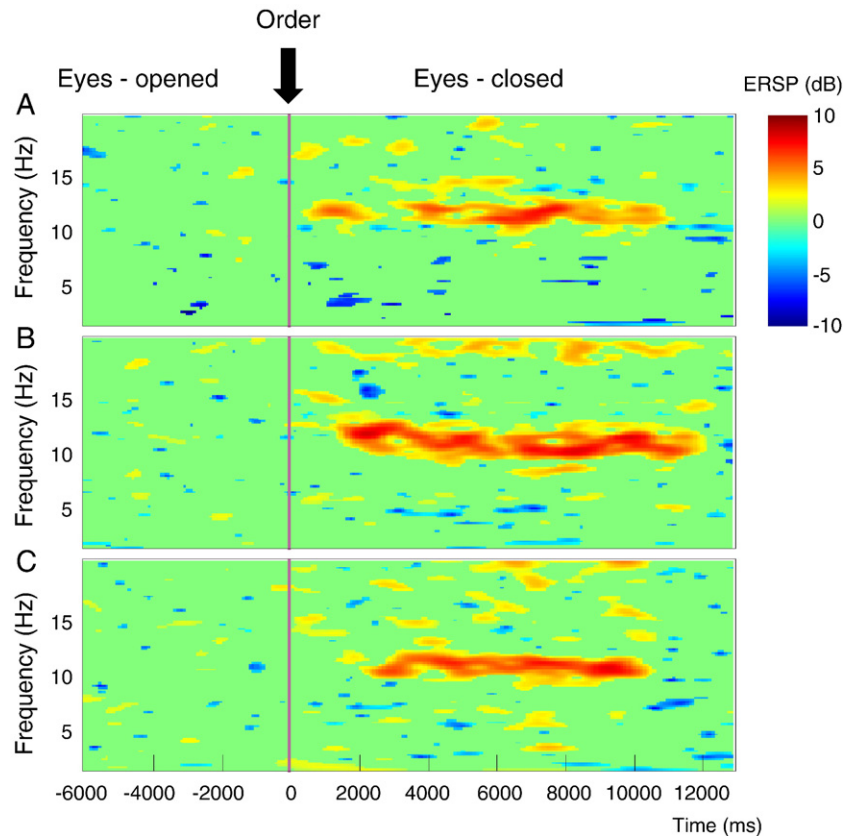 Order
Eyes - opened
Eyes - closed
ERSP (dB)
A
Frequency (Hz)
15
10
5
10
5
0
-5
-10
B
Frequency (Hz)
15
10
5
C
Frequency (Hz)
15
10
5
-6000 -4000 -2000 0 2000 4000 6000 8000 10000 12000
Time (ms)